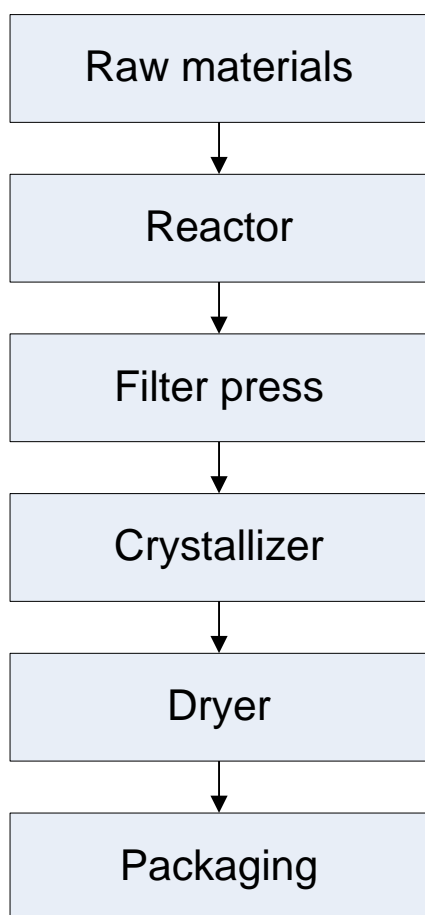 Raw materials
Reactor
Filter press
Crystallizer
Dryer
Packaging